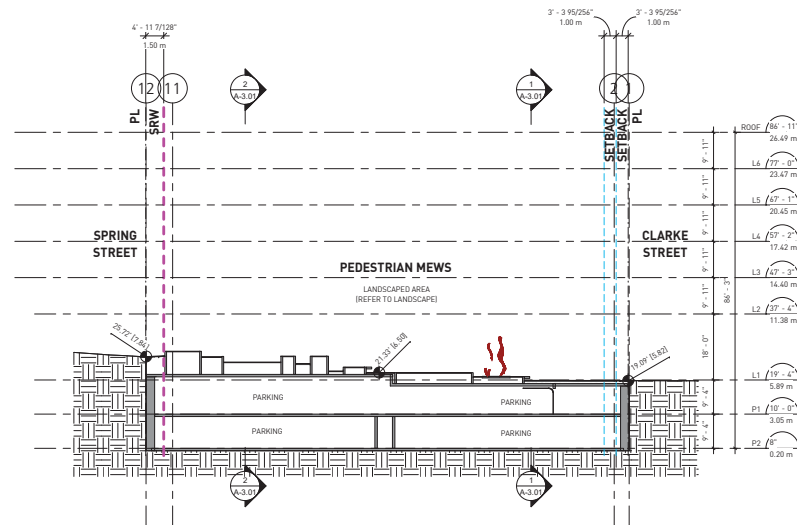 4' - 11 7/128"
1.50 m
3' - 3 95/256"
1.00 m
3' - 3 95/256"
1.00 m
12
11
2
A-3.01
1
A-3.01
2
1
PL
SRW
SETBACK
SETBACK
PL
ROOF
86' - 11"
26.49 m
L6
77' - 0"
23.47 m
L5
67' - 1"
20.45 m
L4
57' - 2"
17.42 m
L3
47' - 3"
14.40 m
L2
37' - 4"
11.38 m
L1
19' - 4"
5.89 m
P1
10' - 0"
3.05 m
P2
8"
0.20 m
9' - 11"
9' - 11"
9' - 11"
9' - 11"
9' - 11"
18' - 0"
9' - 4"
9' - 4"
86' - 3"
SPRING
STREET
CLARKE
STREET
PEDESTRIAN MEWS
LANDSCAPED AREA
(REFER TO LANDSCAPE)
25.72' [7.84]
21.33' [6.50]
19.09' [5.82]
PARKING
PARKING
PARKING
PARKING
2
A-3.01
1
A-3.01